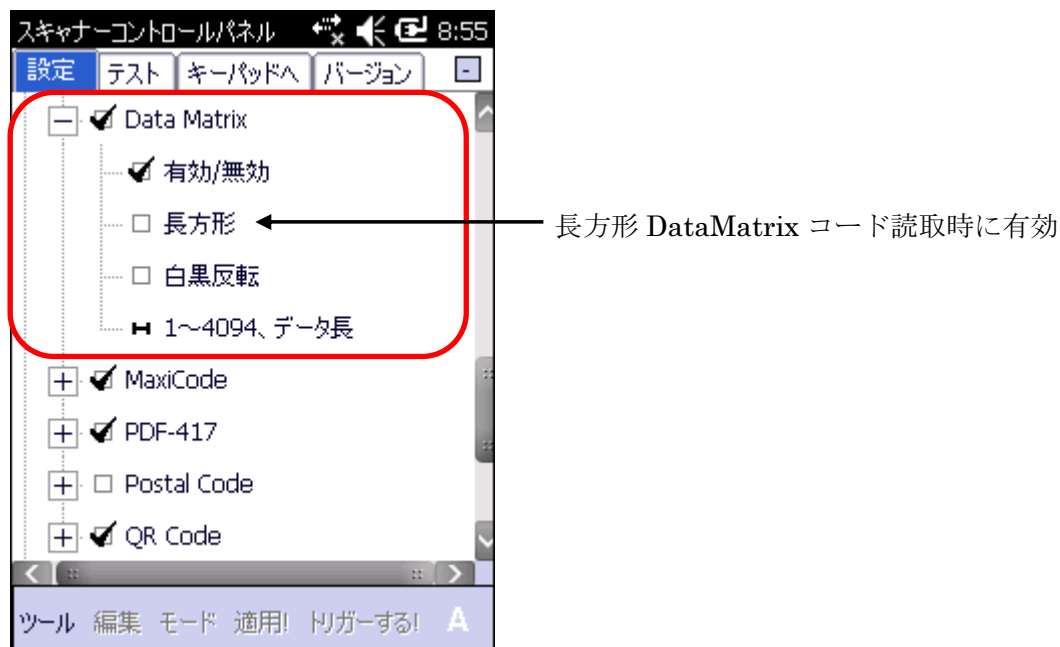 スキャナーコントロールパネル 8:55
設定 テスト キーパッドへ バージョン -
Data Matrix
有効/無効
長方形
長方形 DataMatrix コード読取時に有効
白黒反転
1～4094、データ長
MaxiCode
PDF-417
Postal Code
QR Code
ツール 編集 モード 適用! トリガーする! A